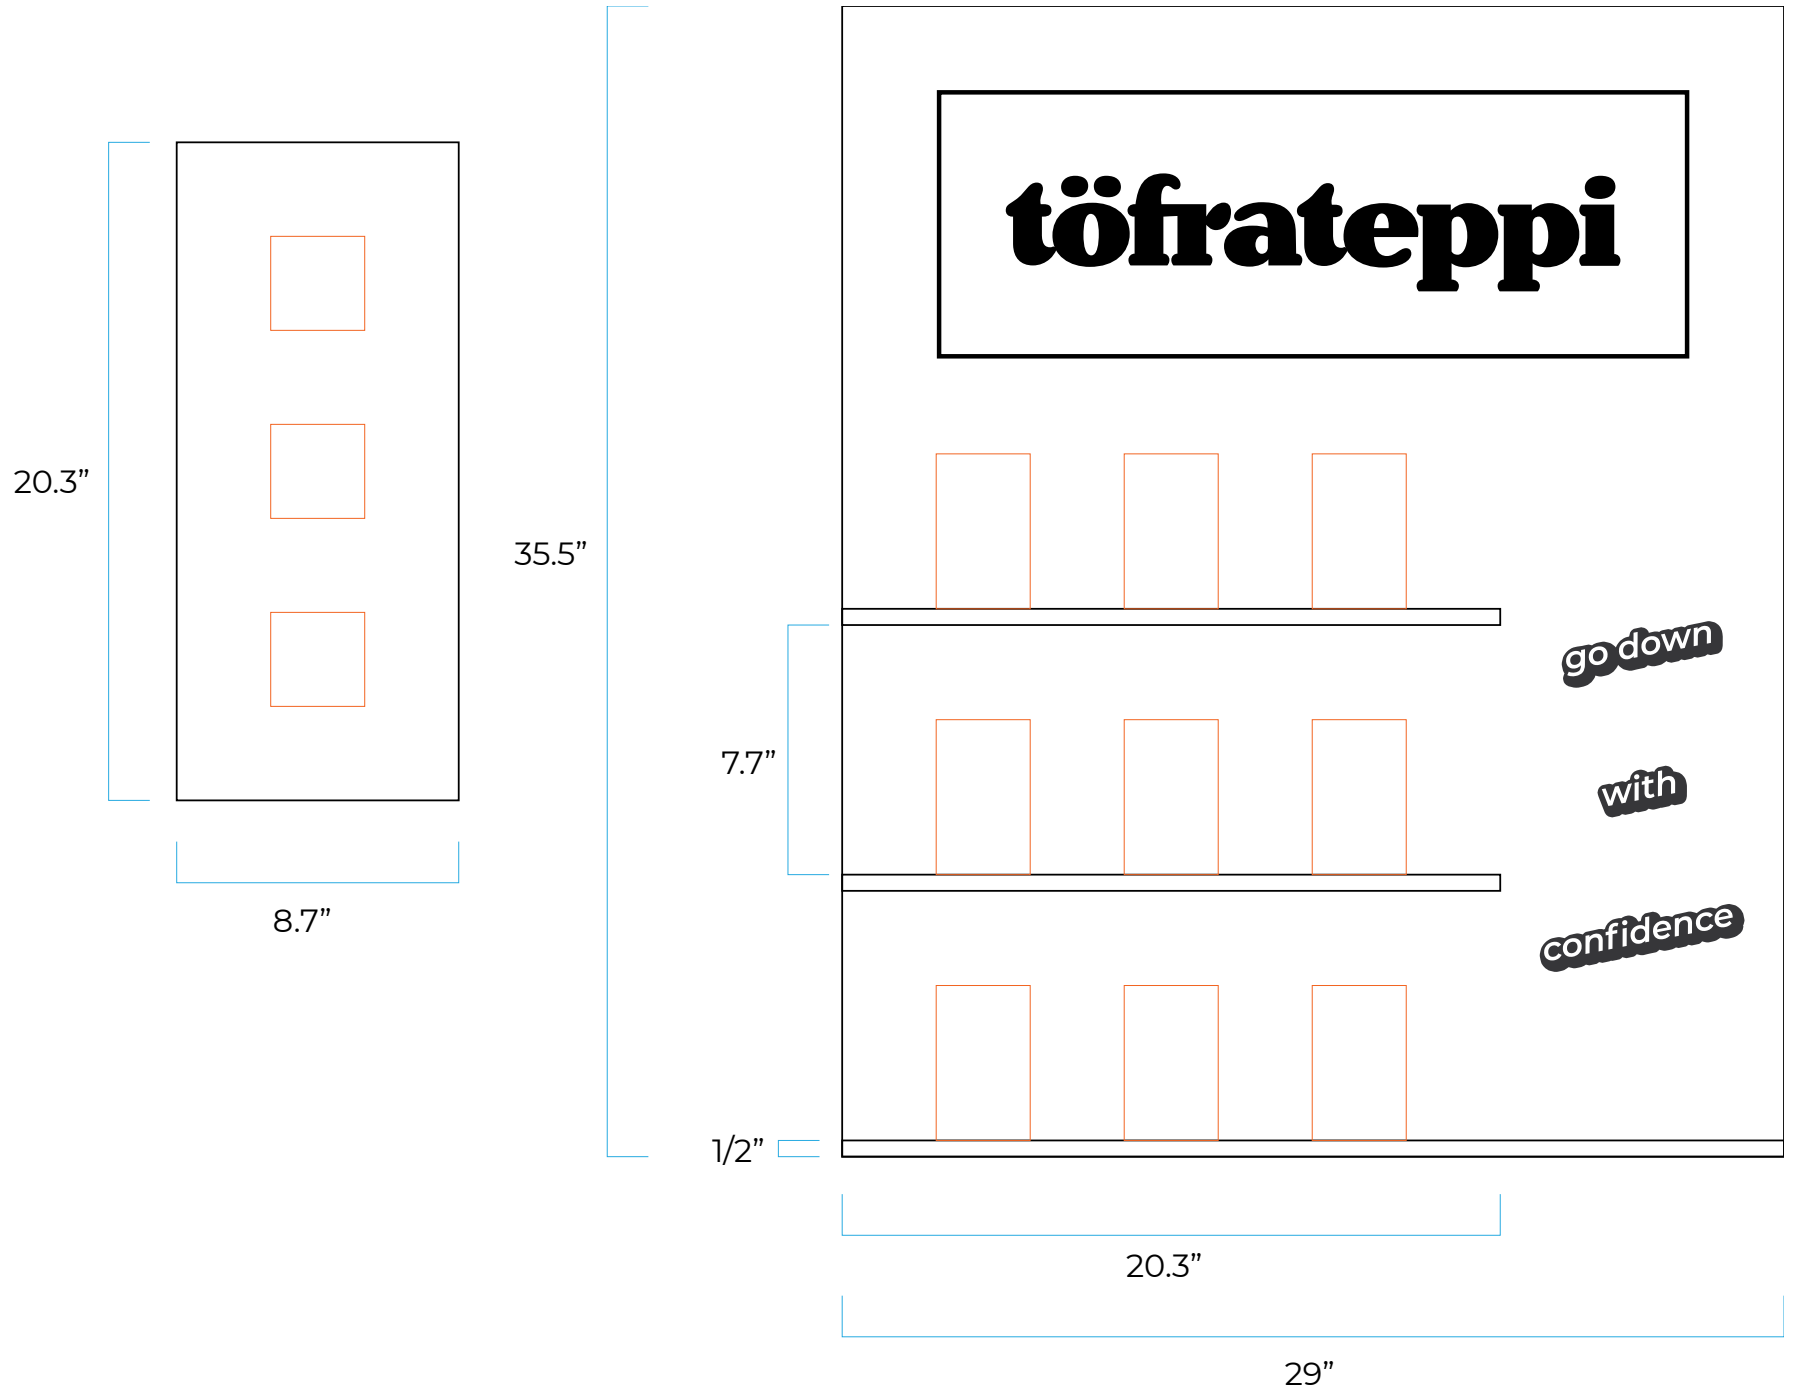 töfrateppi
20.3”
35.5”
go down
7.7”
with
8.7”
confidence
1/2”
20.3”
29”